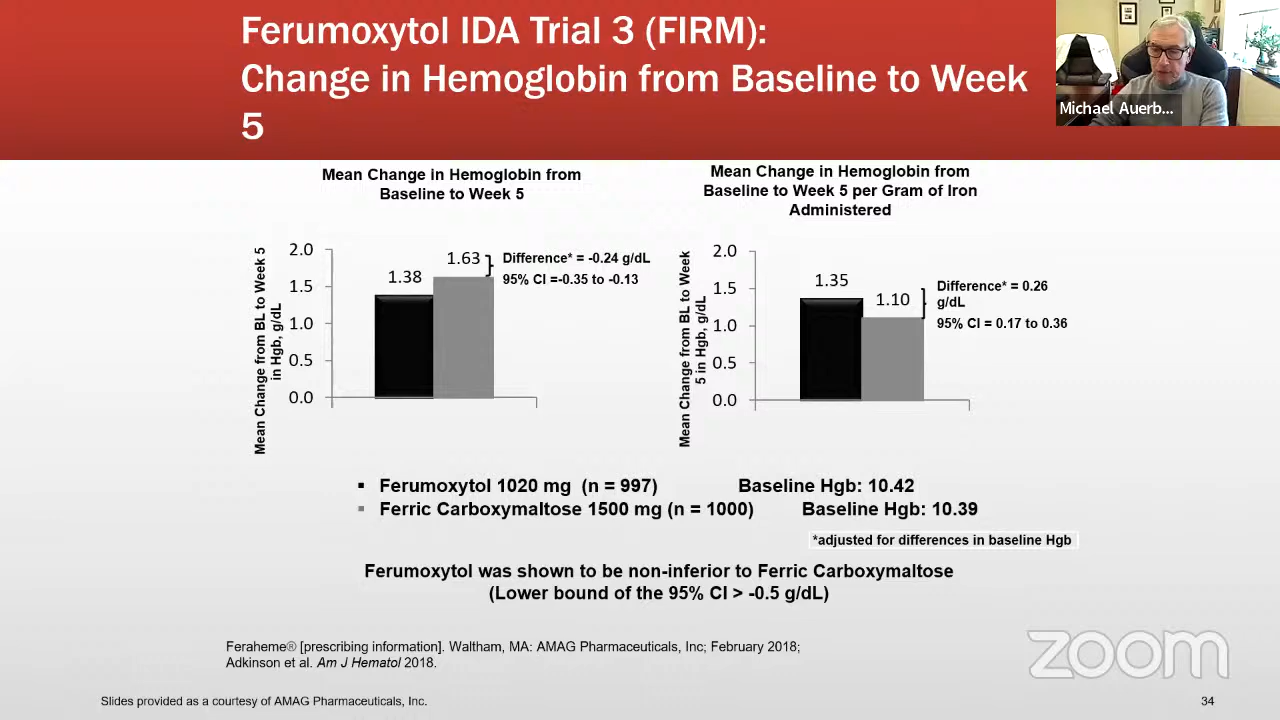 Ferumoxytol IDA Trial 3 (FIRM):
Change in Hemoglobin from Baseline to Week
5
Michael Auerb...
Mean Change in Hemoglobin from
Baseline to Week 5
Mean Change from BL to Week 5
in Hgb, g/dL
2.0
1.5
1.0
0.5
0.0
1.38
1.63
Difference* = -0.24 g/dL
95% CI =-0.35 to -0.13
Mean Change in Hemoglobin from
Baseline to Week 5 per Gram of Iron
Administered
Mean Change from BL to Week
5 in Hgb, g/dL
2.0
1.5
1.0
0.5
0.0
1.35
1.10
Difference* = 0.26
g/dL
95% CI = 0.17 to 0.36
▪ Ferumoxytol 1020 mg (n = 997) Baseline Hgb: 10.42
▪ Ferric Carboxymaltose 1500 mg (n = 1000) Baseline Hgb: 10.39
*adjusted for differences in baseline Hgb
Ferumoxytol was shown to be non-inferior to Ferric Carboxymaltose
(Lower bound of the 95% CI > -0.5 g/dL)
Feraheme® [prescribing information]. Waltham, MA: AMAG Pharmaceuticals, Inc; February 2018;
Adkinson et al. Am J Hematol 2018.
zoom
Slides provided as a courtesy of AMAG Pharmaceuticals, Inc.
34